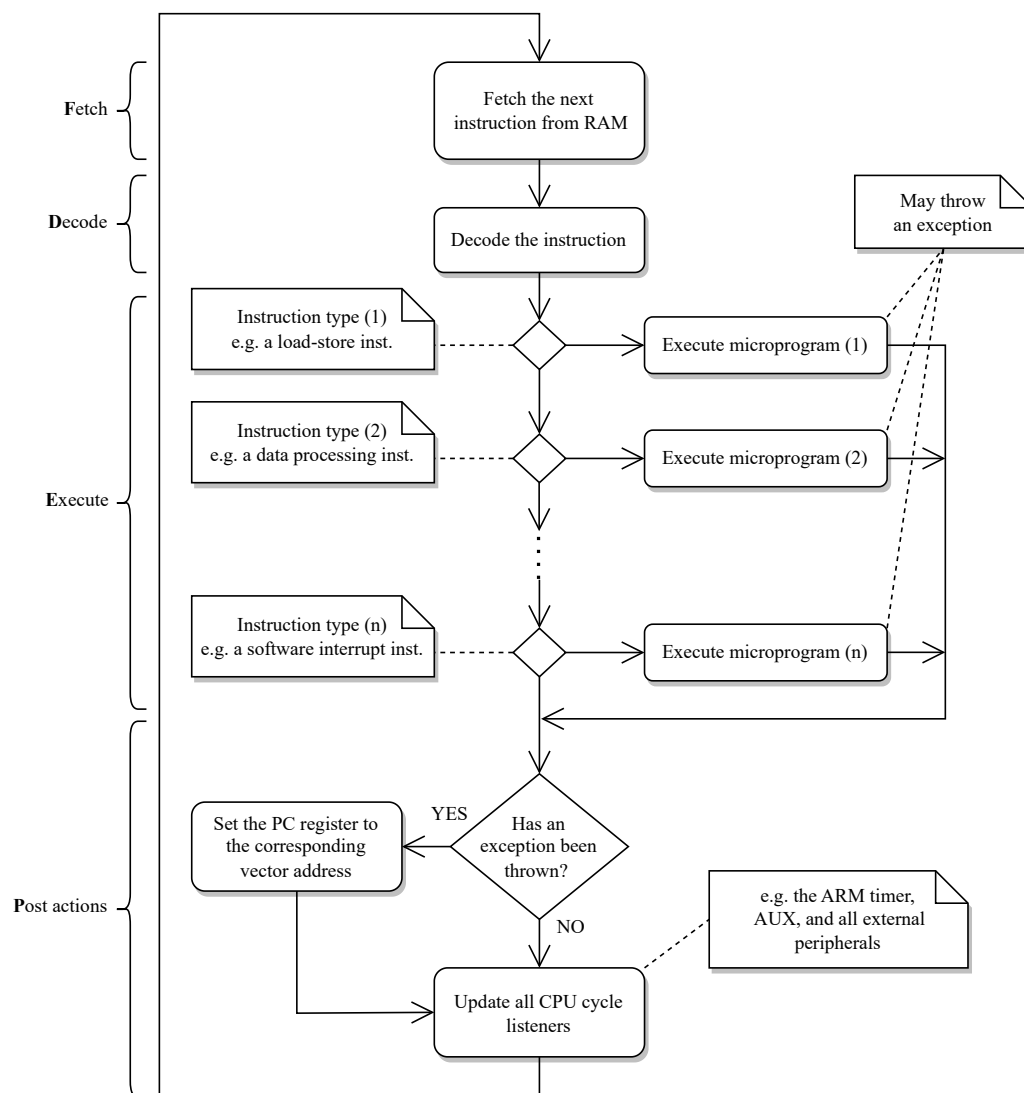 Fetch
Fetch the next
instruction from RAM
Decode
Decode the instruction
May throw
an exception
Execute
Instruction type (1)
e.g. a load-store inst.
Execute microprogram (1)
Instruction type (2)
e.g. a data processing inst.
Execute microprogram (2)
Instruction type (n)
e.g. a software interrupt inst.
Execute microprogram (n)
Post actions
Set the PC register to
the corresponding
vector address
YES
Has an
exception been
thrown?
NO
e.g. the ARM timer,
AUX, and all external
peripherals
Update all CPU cycle
listeners